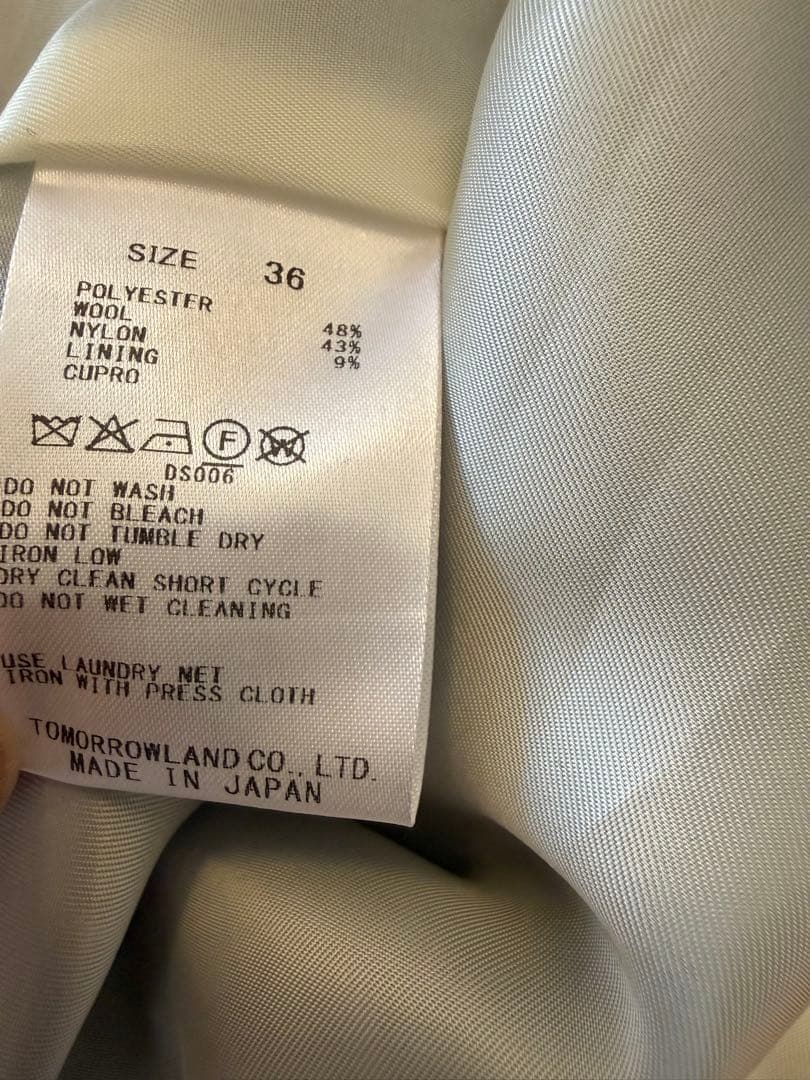 SIZE 36
POLYESTER
WOOL 48%
NYLON 43%
LINING 9%
CUPRO
F W
DS006
DO NOT WASH
DO NOT BLEACH
DO NOT TUMBLE DRY
IRON LOW
DRY CLEAN SHORT CYCLE
DO NOT WET CLEANING
USE LAUNDRY NET
IRON WITH PRESS CLOTH
TOMORROWLAND CO., LTD.
MADE IN JAPAN